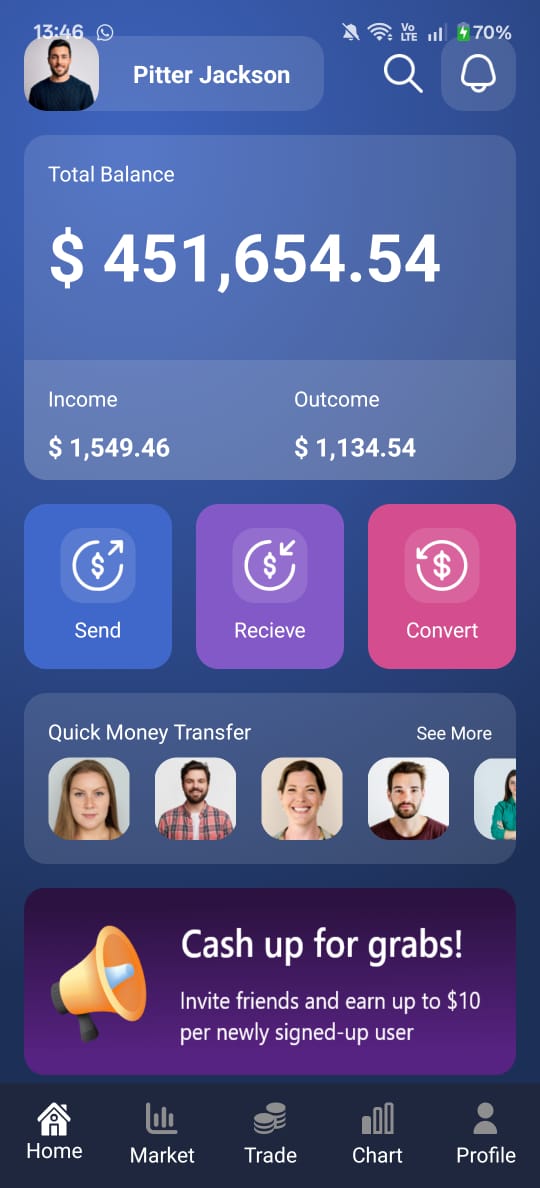 13:46
Vo
LTE
70%
Pitter Jackson
Total Balance
$ 451,654.54
Income
Outcome
$ 1,549.46
$ 1,134.54
Send
Recieve
Convert
Quick Money Transfer
See More
Cash up for grabs!
Invite friends and earn up to $10
per newly signed-up user
Home
Market
Trade
Chart
Profile